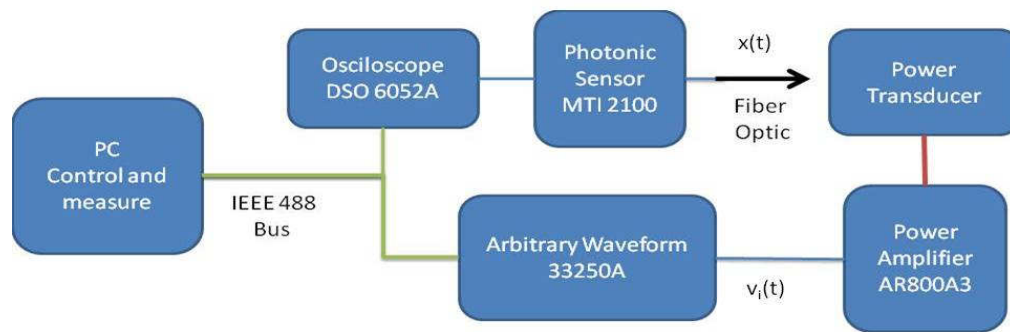 PC
Control and
measure
IEEE 488
Bus
Osciloscope
DSO 6052A
Photonic
Sensor
MTI 2100
x(t)
Fiber
Optic
Power
Transducer
Arbitrary Waveform
33250A
vi(t)
Power
Amplifier
AR800A3